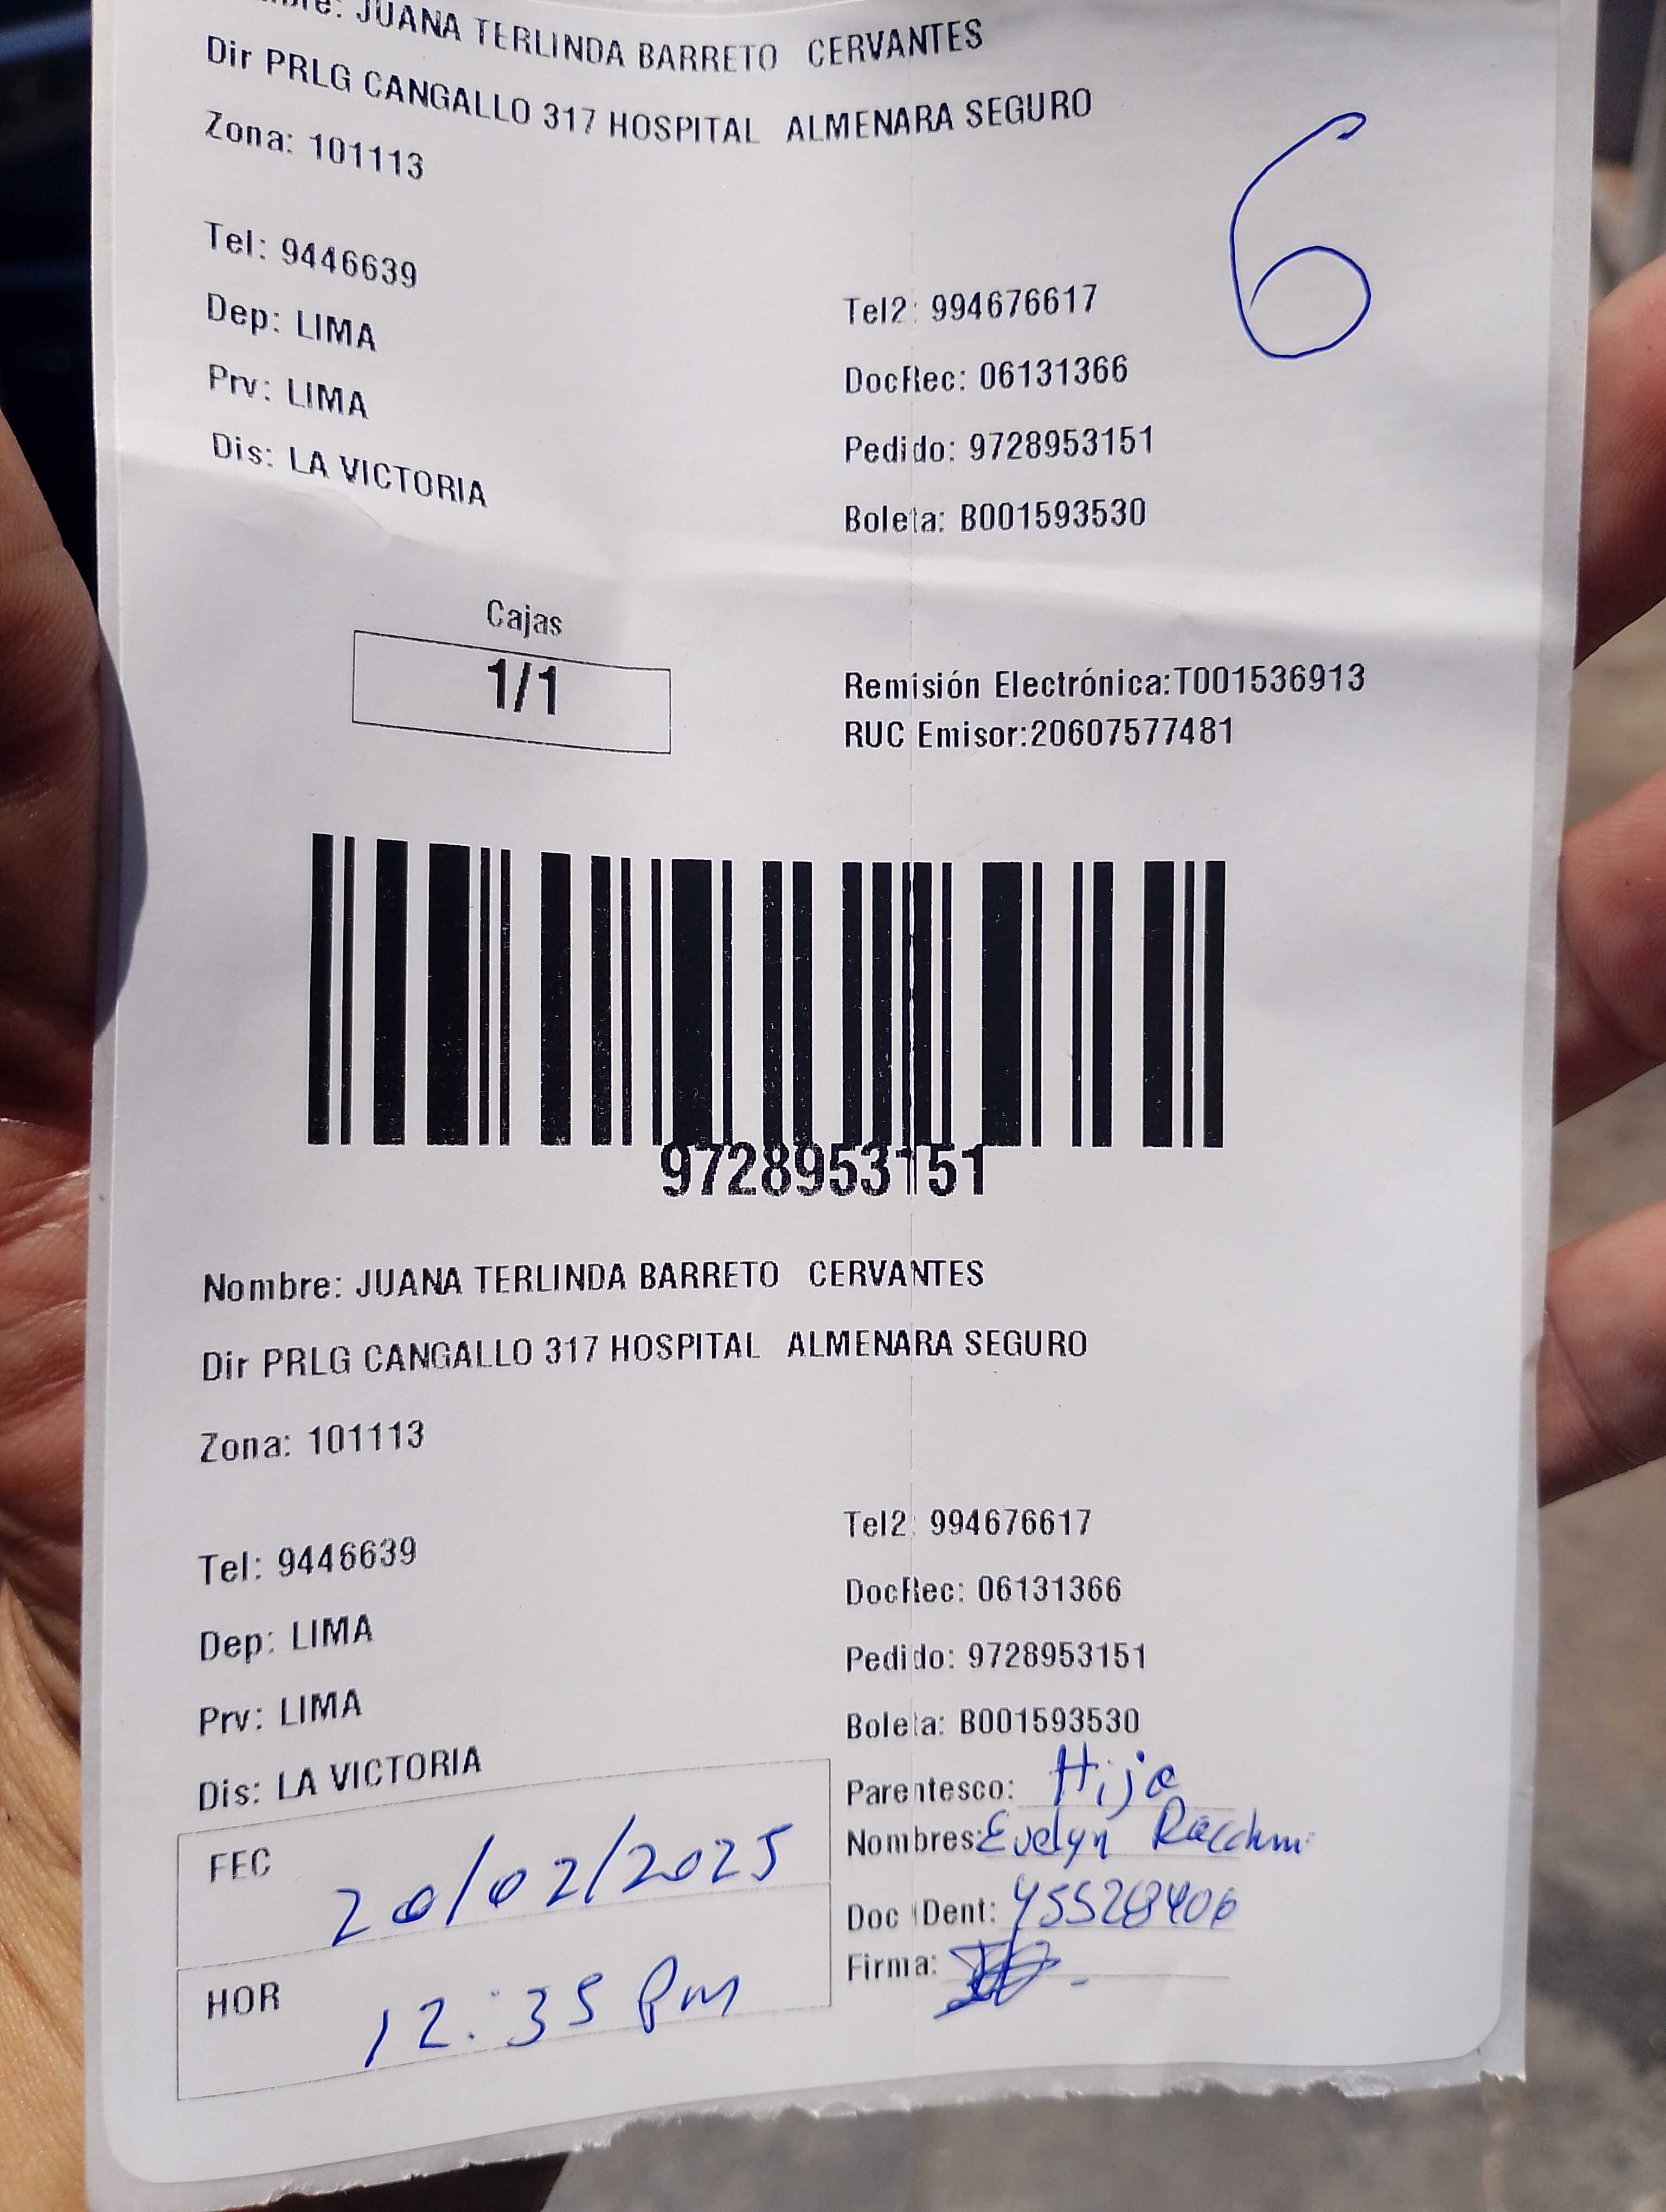 JUANA TERLINDA BARRETO CERVANTES
Dir PRLG CANGALLO 317 HOSPITAL ALMENARA SEGURO
Zona: 101113
6
Tel: 9446639
Tel2: 994676617
Dep: LIMA
DocRec: 06131366
Prv: LIMA
Pedido: 9728953151
Dis: LA VICTORIA
Boleta: B001593530
Cajas
1/1
Remisión Electrónica:T001536913
RUC Emisor:20607577481
9728953151
Nombre: JUANA TERLINDA BARRETO CERVANTES
Dir PRLG CANGALLO 317 HOSPITAL ALMENARA SEGURO
Zona: 101113
Tel2: 994676617
Tel: 9446639
DocRec: 06131366
Dep: LIMA
Pedido: 9728953151
Prv: LIMA
Boleta: B001593530
Dis: LA VICTORIA
Parentesco: Hija
Nombres: Evelyn
FEC 20/02/2025
Doc IDent: 45528406
Firma:
HOR 12:35 Pm